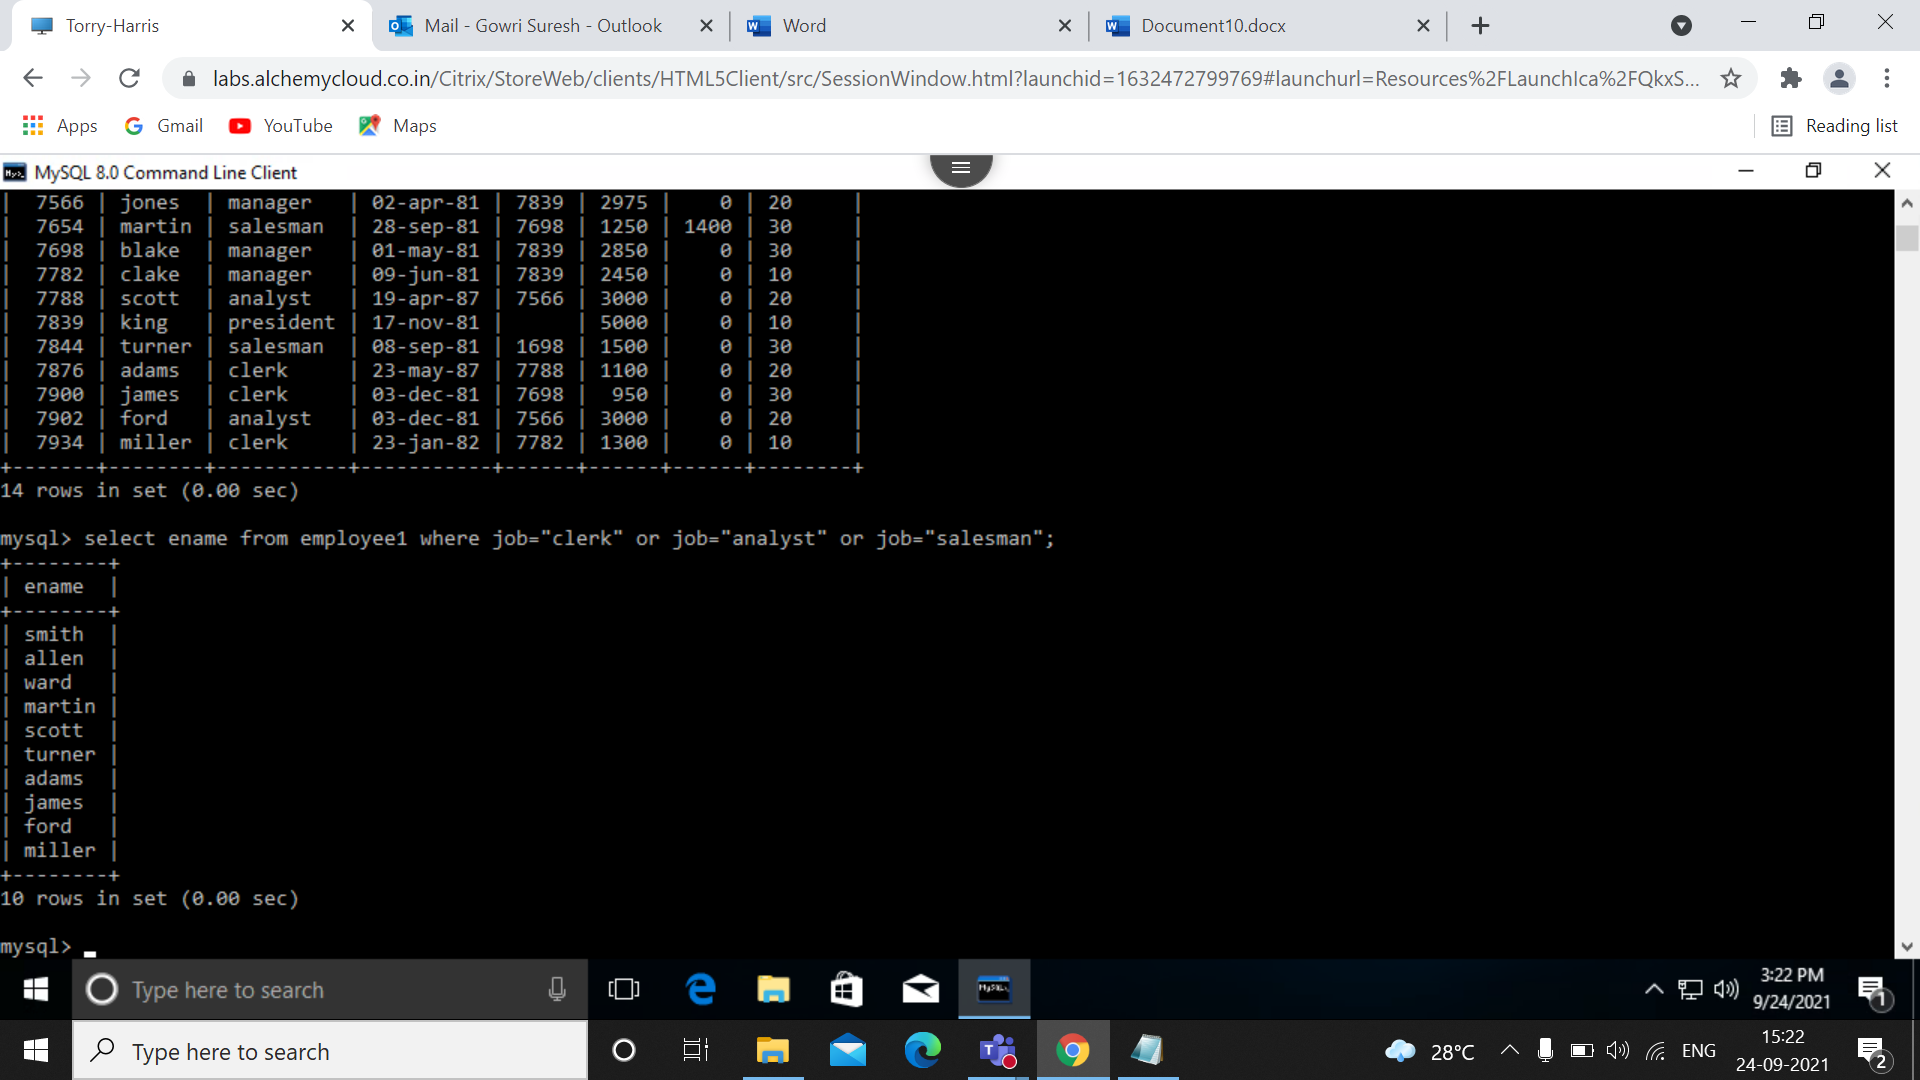 Torry-Harris
Mail - Gowri Suresh - Outlook
Word
Document10.docx
labs.alchemycloud.co.in/Citrix/StoreWeb/clients/HTML5Client/src/SessionWindow.html?launchid=1632472799769#launchurl=Resources%2FLaunchIca%2FQkxS...
Apps
Gmail
YouTube
Maps
Reading list
MySQL 8.0 Command Line Client
| 7566 | jones | manager | 02-apr-81 | 7839 | 2975 | 0 | 20 |
| 7654 | martin | salesman | 28-sep-81 | 7698 | 1250 | 1400 | 30 |
| 7698 | blake | manager | 01-may-81 | 7839 | 2850 | 0 | 30 |
| 7782 | clake | manager | 09-jun-81 | 7839 | 2450 | 0 | 10 |
| 7788 | scott | analyst | 19-apr-87 | 7566 | 3000 | 0 | 20 |
| 7839 | king | president | 17-nov-81 | | 5000 | 0 | 10 |
| 7844 | turner | salesman | 08-sep-81 | 1698 | 1500 | 0 | 30 |
| 7876 | adams | clerk | 23-may-87 | 7788 | 1100 | 0 | 20 |
| 7900 | james | clerk | 03-dec-81 | 7698 | 950 | 0 | 30 |
| 7902 | ford | analyst | 03-dec-81 | 7566 | 3000 | 0 | 20 |
| 7934 | miller | clerk | 23-jan-82 | 7782 | 1300 | 0 | 10 |
+-------+--------+-----------+-----------+------+------+------+--------+
14 rows in set (0.00 sec)
mysql> select ename from employee1 where job="clerk" or job="analyst" or job="salesman";
+--------+
| ename |
+--------+
| smith |
| allen |
| ward |
| martin |
| scott |
| turner |
| adams |
| james |
| ford |
| miller |
+--------+
10 rows in set (0.00 sec)
mysql> _
Type here to search
3:22 PM
9/24/2021
1
Type here to search
28°C
ENG
15:22
24-09-2021
2